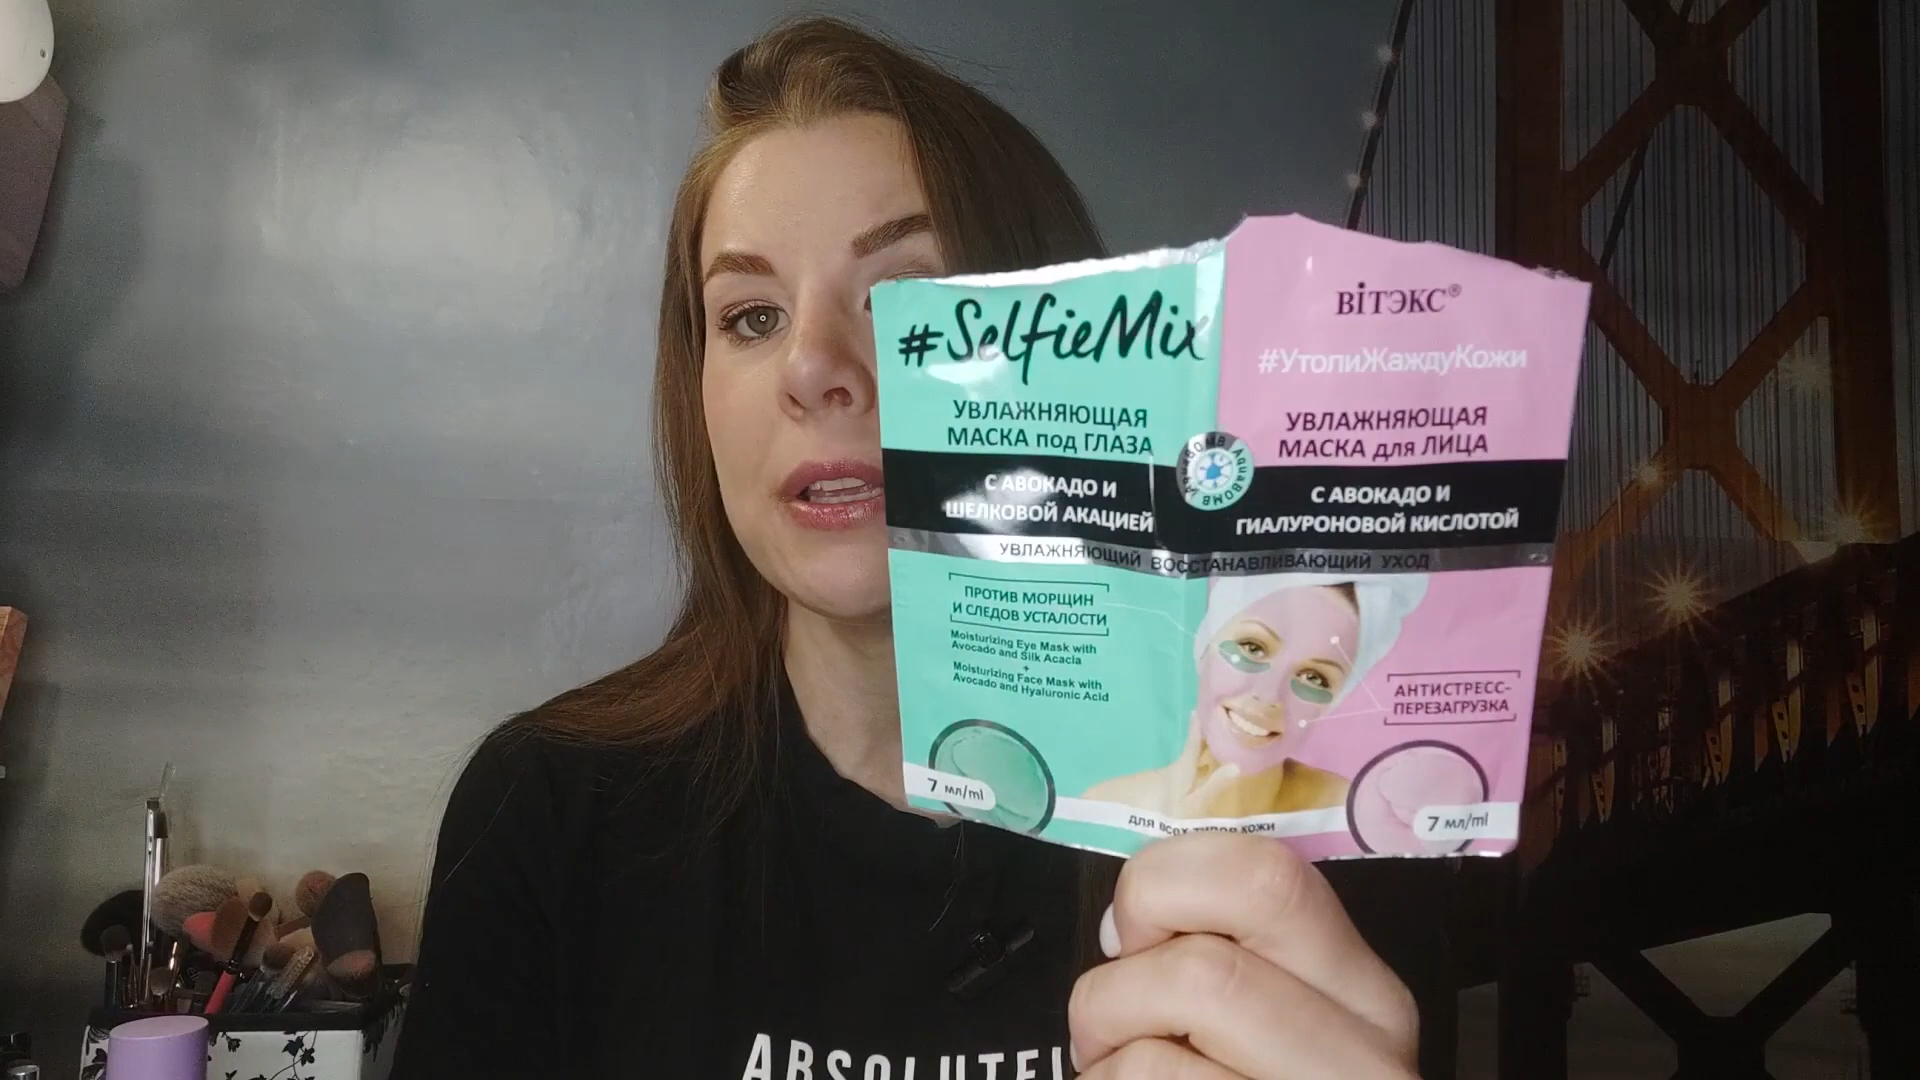 #SelfieMix
УВЛАЖНЯЮЩАЯ
МАСКА под ГЛАЗА
С АВОКАДО И
ШЕЛКОВОЙ АКАЦИЕЙ
ВІТЭКС®
#УтолиЖаждуКожи
УВЛАЖНЯЮЩАЯ
МАСКА для ЛИЦА
С АВОКАДО И
ГИАЛУРОНОВОЙ КИСЛОТОЙ
AquaBOMB AquaBOMB
УВЛАЖНЯЮЩИЙ ВОССТАНАВЛИВАЮЩИЙ УХОД
ПРОТИВ МОРЩИН
И СЛЕДОВ УСТАЛОСТИ
Moisturizing Eye Mask with
Avocado and Silk Acacia
+
Moisturizing Face Mask with
Avocado and Hyaluronic Acid
АНТИСТРЕСС-
ПЕРЕЗАГРУЗКА
7 мл/ml
7 мл/ml
для всех типов кожи